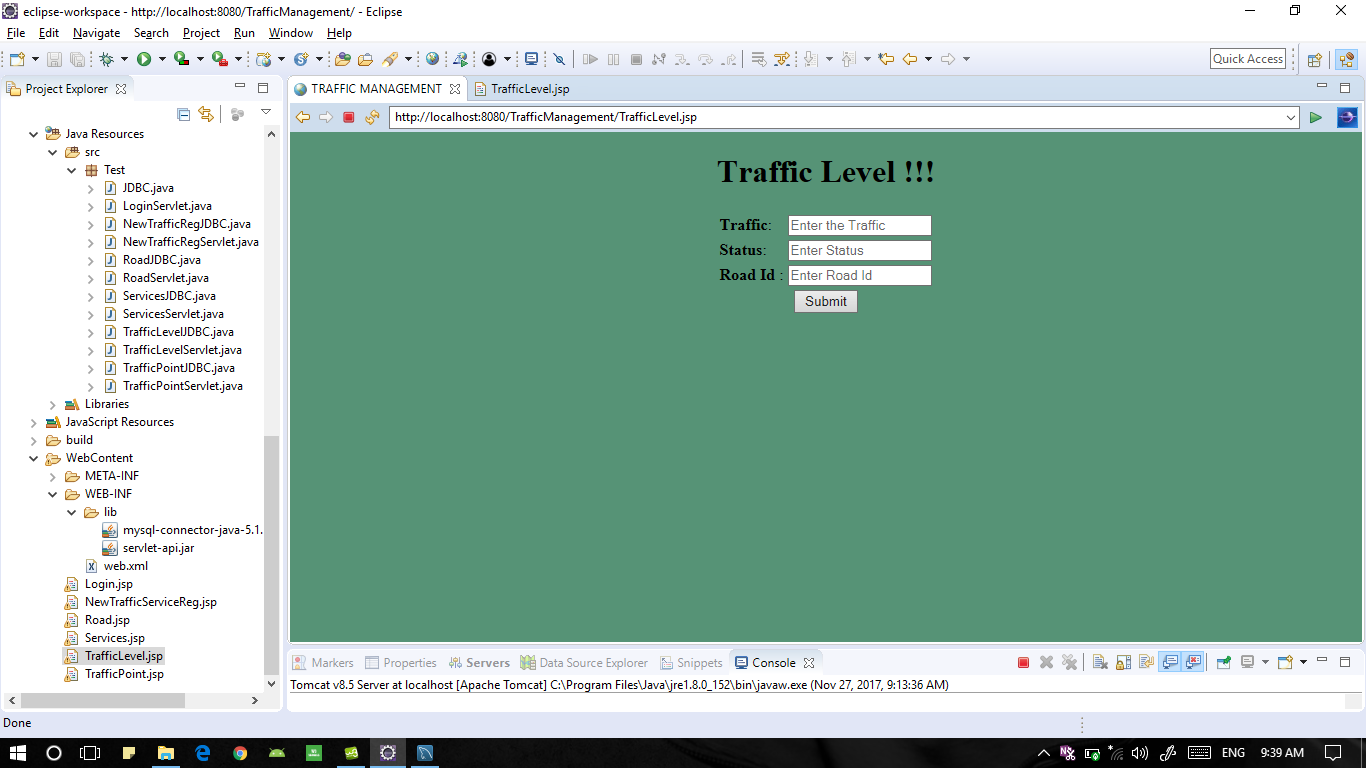 eclipse-workspace - http://localhost:8080/TrafficManagement/ - Eclipse
File Edit Navigate Search Project Run Window Help
Quick Access
Project Explorer
TRAFFIC MANAGEMENT TrafficLevel.jsp
http://localhost:8080/TrafficManagement/TrafficLevel.jsp
Java Resources
src
Test
JDBC.java
LoginServlet.java
NewTrafficRegJDBC.java
NewTrafficRegServlet.java
RoadJDBC.java
RoadServlet.java
ServicesJDBC.java
ServicesServlet.java
TrafficLevelJDBC.java
TrafficLevelServlet.java
TrafficPointJDBC.java
TrafficPointServlet.java
Libraries
JavaScript Resources
build
WebContent
META-INF
WEB-INF
lib
mysql-connector-java-5.1.
servlet-api.jar
web.xml
Login.jsp
NewTrafficServiceReg.jsp
Road.jsp
Services.jsp
TrafficLevel.jsp
TrafficPoint.jsp
Traffic Level !!!
Traffic: Enter the Traffic
Status: Enter Status
Road Id : Enter Road Id
Submit
Markers Properties Servers Data Source Explorer Snippets Console
Tomcat v8.5 Server at localhost [Apache Tomcat] C:\Program Files\Java\jre1.8.0_152\bin\javaw.exe (Nov 27, 2017, 9:13:36 AM)
Done
ENG 9:39 AM